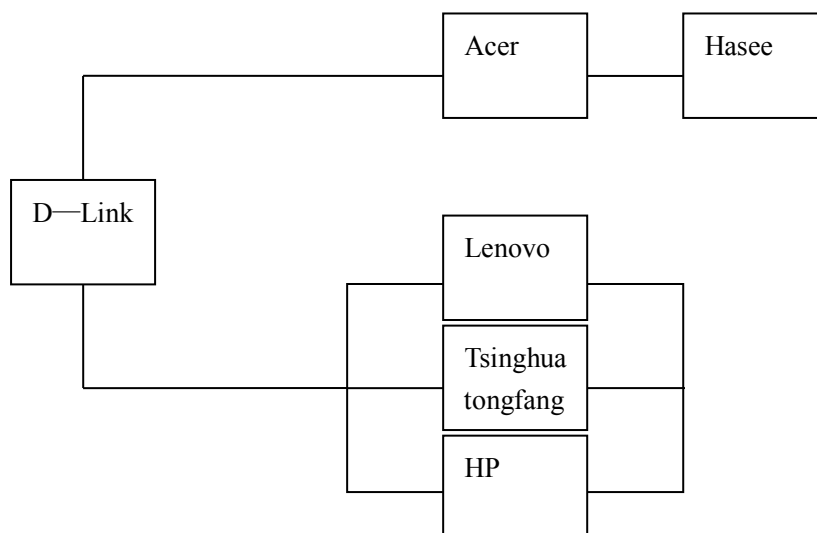 Acer
Hasee
D—Link
Lenovo
Tsinghua
tongfang
HP